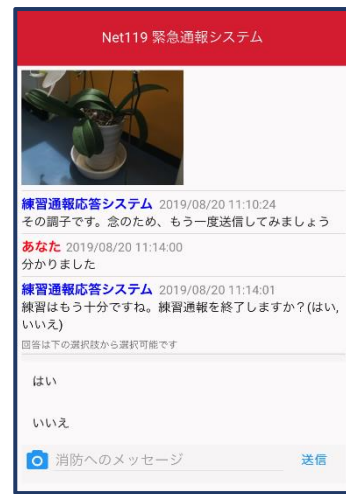 Net119 緊急通報システム
練習通報応答システム 2019/08/20 11:10:24
その調子です。念のため、もう一度送信してみましょう
あなた 2019/08/20 11:14:00
分かりました
練習通報応答システム 2019/08/20 11:14:01
練習はもう十分ですね。練習通報を終了しますか？(はい,
いいえ)
回答は下の選択肢から選択可能です
はい
いいえ
消防へのメッセージ 送信